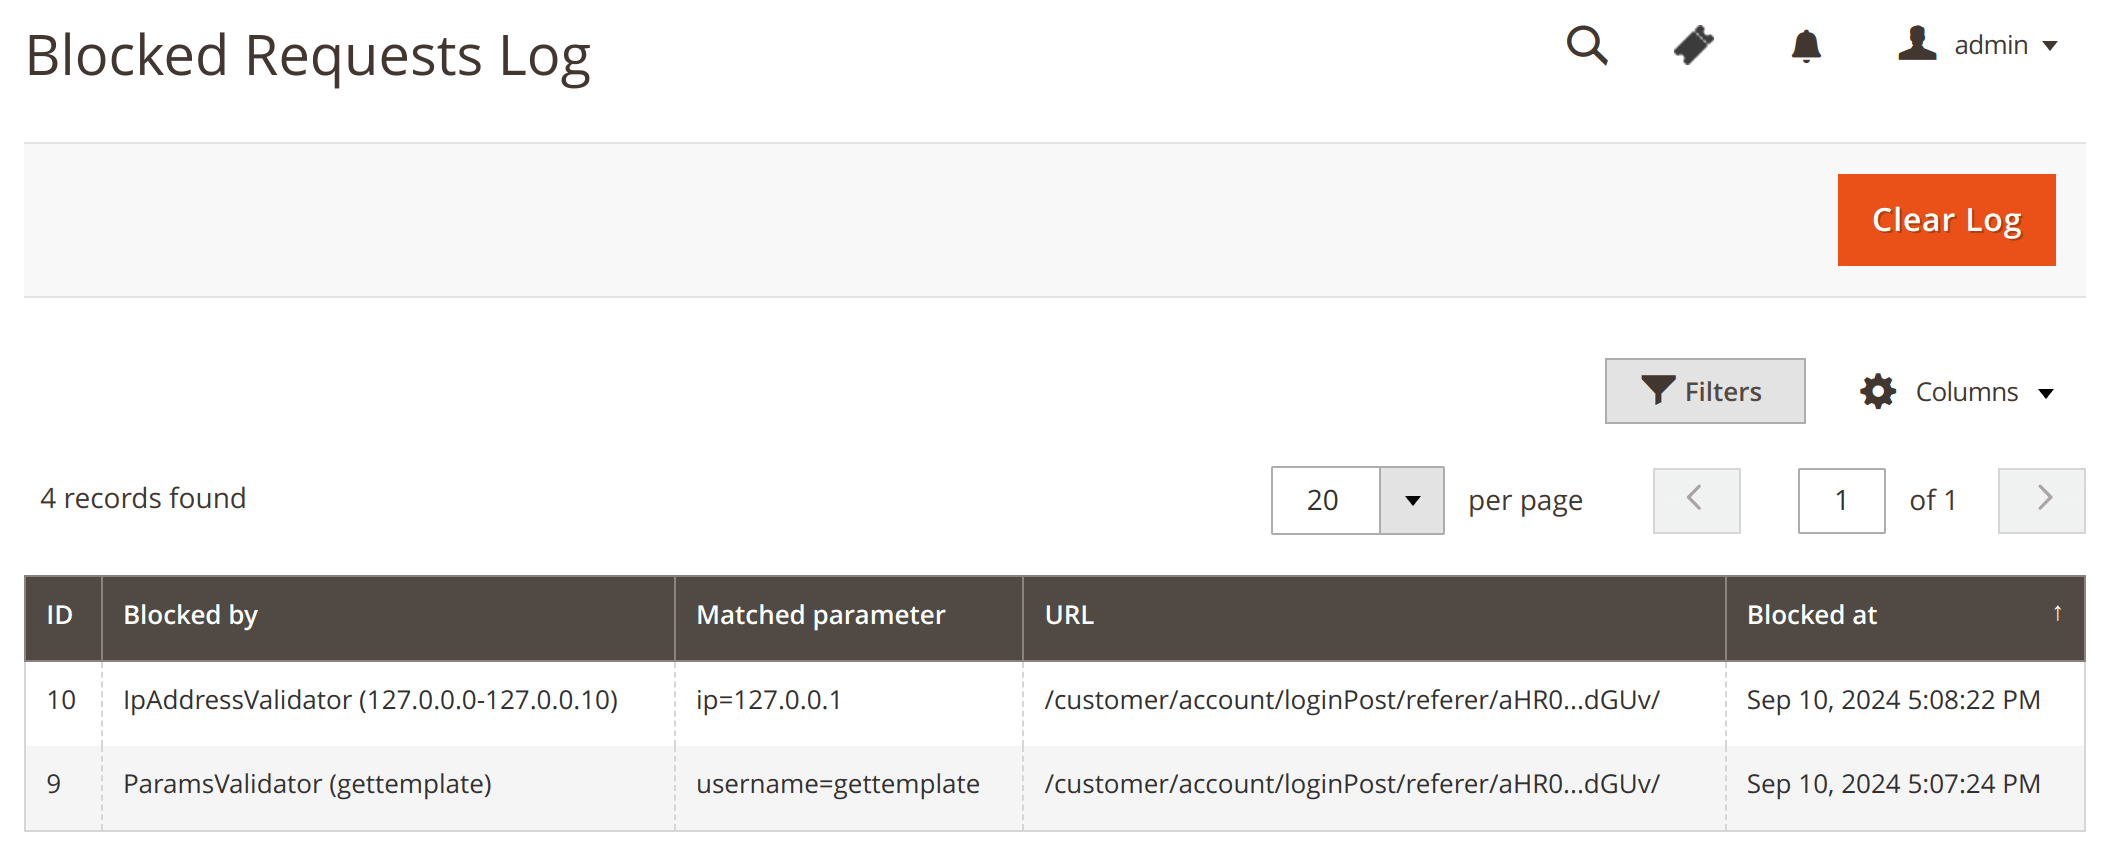 Blocked Requests Log
admin
Clear Log
Filters
Columns
4 records found
20
per page
1
of 1
ID Blocked by Matched parameter URL Blocked at ↑
10 IpAddressValidator (127.0.0.0-127.0.0.10) ip=127.0.0.1 /customer/account/loginPost/referer/aHR0...dGUv/ Sep 10, 2024 5:08:22 PM
9 ParamsValidator (gettemplate) username=gettemplate /customer/account/loginPost/referer/aHR0...dGUv/ Sep 10, 2024 5:07:24 PM